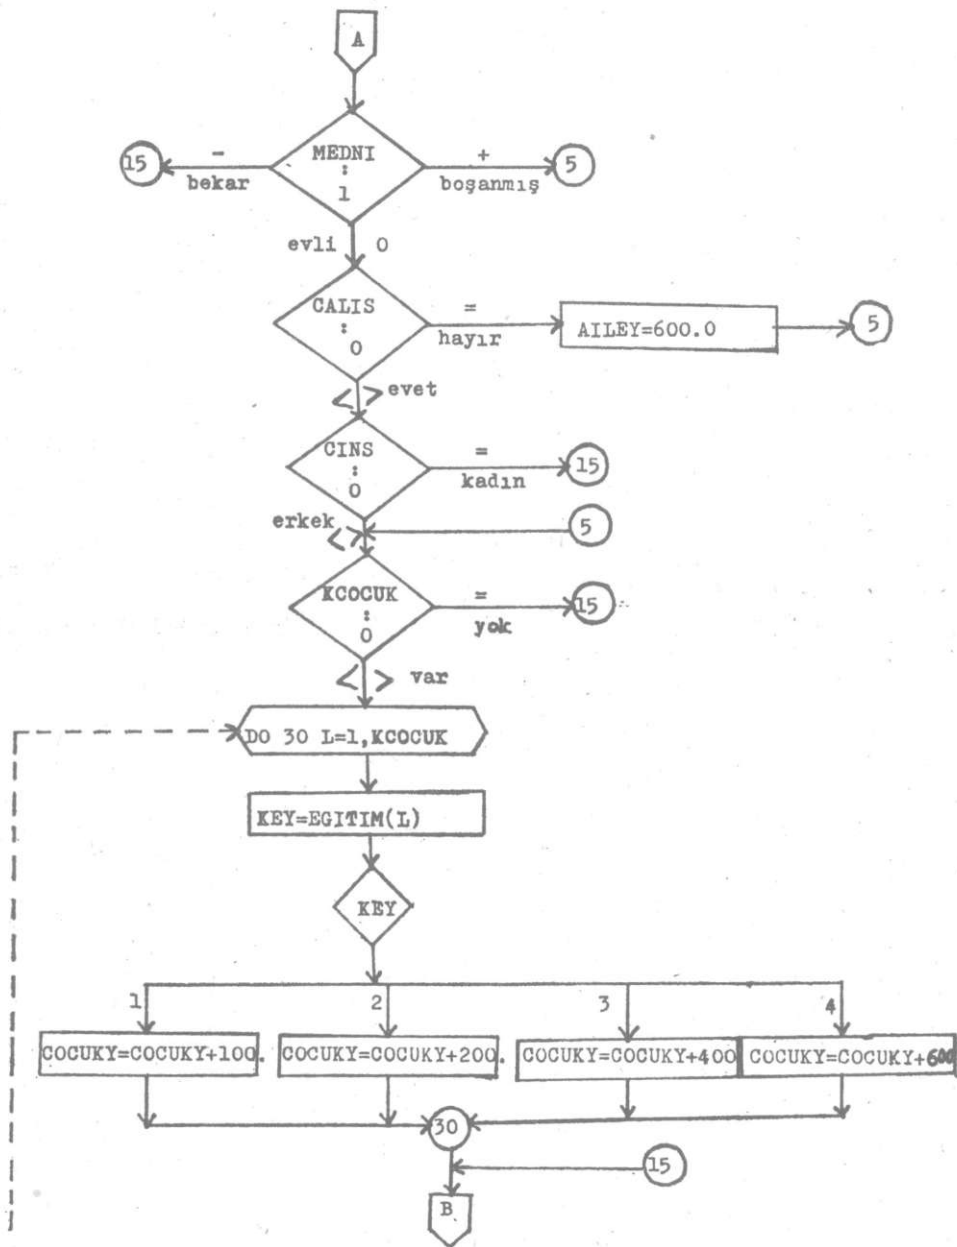 A
MEDNI
:
1
15
-
bekar
+
boşanmış
5
evli 0
CALIS
:
0
=
hayır
AILEY=600.0
5
<> evet
CINS
:
0
=
kadın
15
erkek
<>
5
KCOCUK
:
0
=
yok
15
<> var
DO 30 L=1,KCOCUK
KEY=EGITIM(L)
KEY
1
2
3
4
COCUKY=COCUKY+100.
COCUKY=COCUKY+200.
COCUKY=COCUKY+400
COCUKY=COCUKY+600
30
15
B